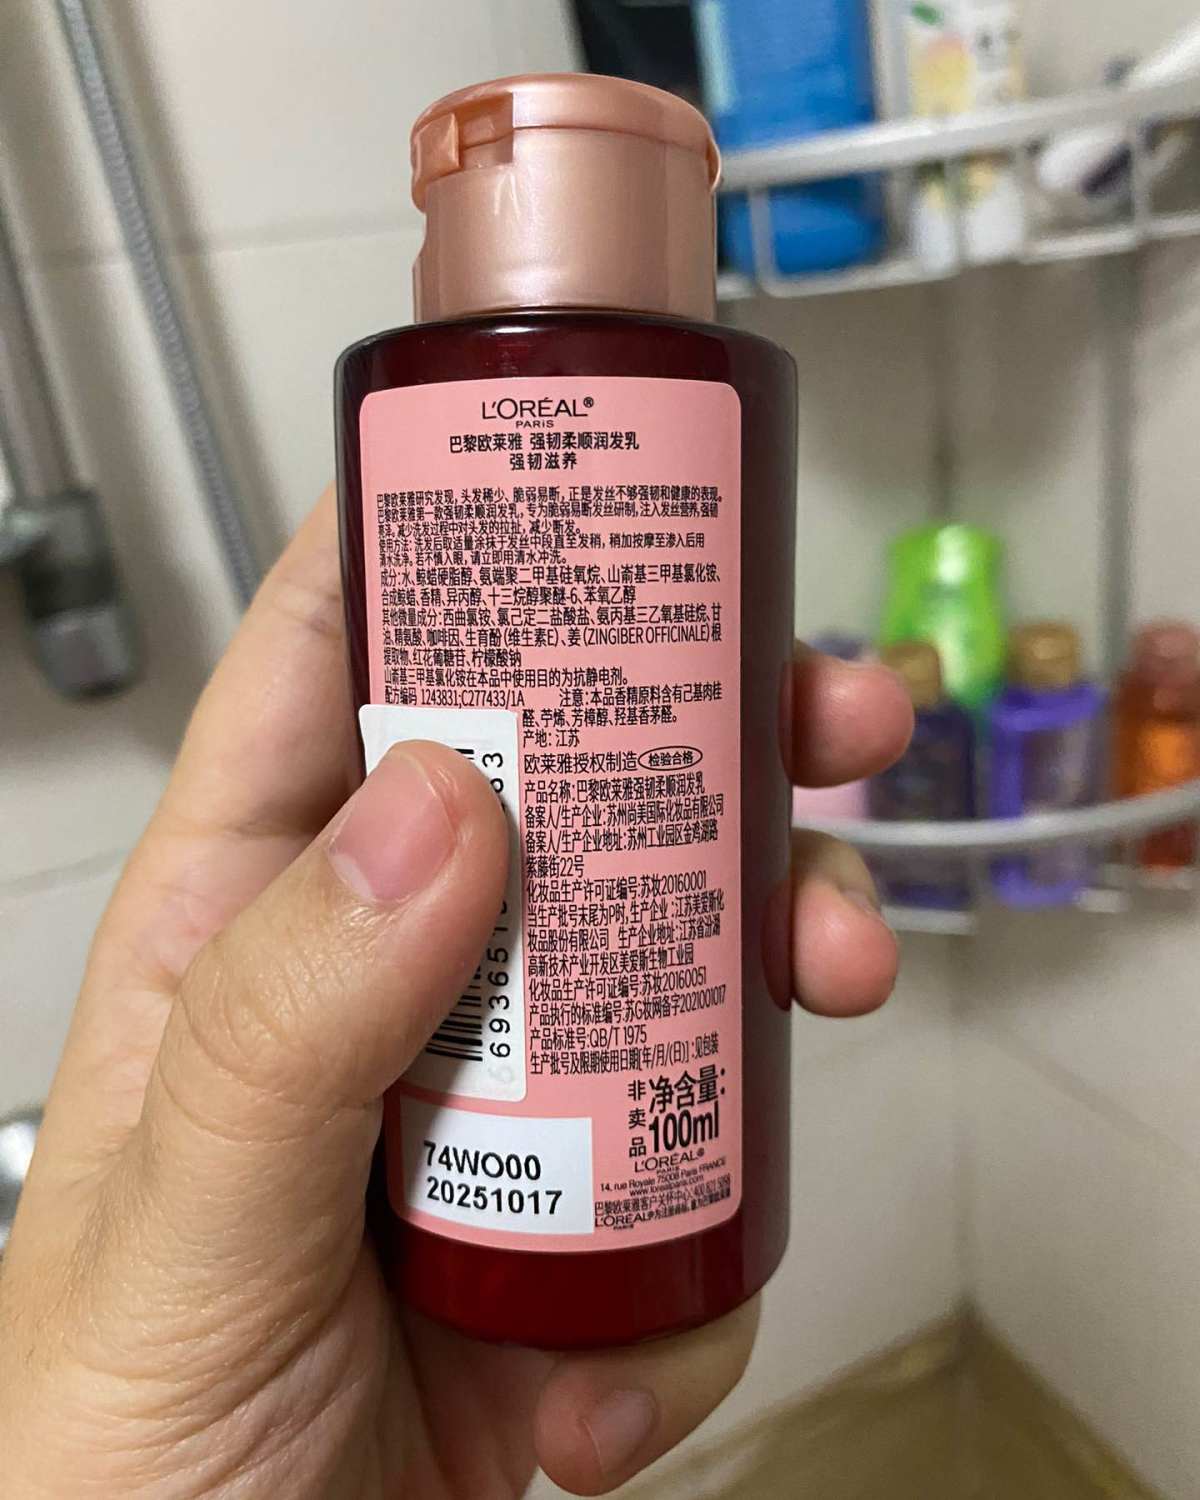 L'ORÉAL®
PARIS
巴黎欧莱雅 强韧柔顺润发乳
强韧滋养
巴黎欧莱雅研究发现，头发稀少、脆弱易断，正是发丝不够强韧和健康的表现。
巴黎欧莱雅第一款强韧柔顺润发乳，专为脆弱易断发丝研制，注入发丝营养，强韧
亮泽，减少洗发过程中对头发的拉扯，减少断发。
使用方法：洗发后取适量涂抹于发丝中段直至发稍，稍加按摩至渗入后用
清水洗净。若不慎入眼，请立即用清水冲洗。
成分：水、鲸蜡硬脂醇、氨端聚二甲基硅氧烷、山嵛基三甲基氯化铵、
合成鲸蜡、香精、异丙醇、十三烷醇聚醚-6、苯氧乙醇
其他微量成分：西曲氯铵、氯己定二盐酸盐、氨丙基三乙氧基硅烷、甘
油、精氨酸、咖啡因、生育酚（维生素E）、姜（ZINGIBER OFFICINALE）根
提取物、红花葡糖苷、柠檬酸钠
山嵛基三甲基氯化铵在本品中使用目的为抗静电剂。
配方编码 1243831;C277433/1A 注意：本品香精原料含有己基肉桂
醛、苧烯、芳樟醇、羟基香茅醛。
产地：江苏
欧莱雅授权制造 检验合格
产品名称：巴黎欧莱雅强韧柔顺润发乳
备案人/生产企业：苏州尚美国际化妆品有限公司
备案人/生产企业地址：苏州工业园区金鸡湖路
紫藤街22号
化妆品生产许可证编号：苏妆20160001
当生产批号末尾为P时，生产企业：江苏美爱斯化
妆品股份有限公司 生产企业地址：江苏省汾湖
高新技术产业开发区美爱斯生物工业园
化妆品生产许可证编号：苏妆20160051
产品执行的标准编号：苏G妆网备字2021001017
产品标准号：QB/T 1975
生产批号及限期使用日期[年/月/(日)]：见包装
非卖品
净含量：
100ml
L'ORÉAL®
PARIS
14, rue Royale 75008 Paris FRANCE
www.lorealparis.com
巴黎欧莱雅客户关怀中心：400 821 5098
L'ORÉAL
PARIS
6936516
83
74WO00
20251017